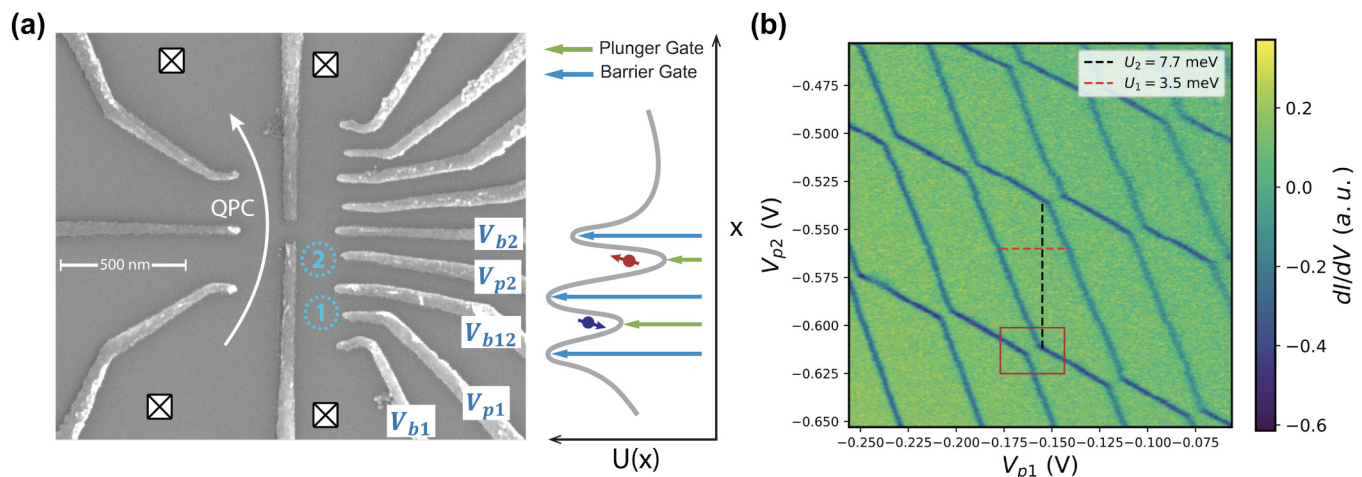 (a)
QPC
500 nm
2
1
V_b2
V_p2
V_b12
V_p1
V_b1
Plunger Gate
Barrier Gate
x
U(x)
(b)
U₂ = 7.7 meV
U₁ = 3.5 meV
−0.475
−0.500
−0.525
−0.550
−0.575
−0.600
−0.625
−0.650
V_p2 (V)
−0.250
−0.225
−0.200
−0.175
−0.150
−0.125
−0.100
−0.075
V_p1 (V)
0.2
0.0
−0.2
−0.4
−0.6
dI/dV (a. u.)